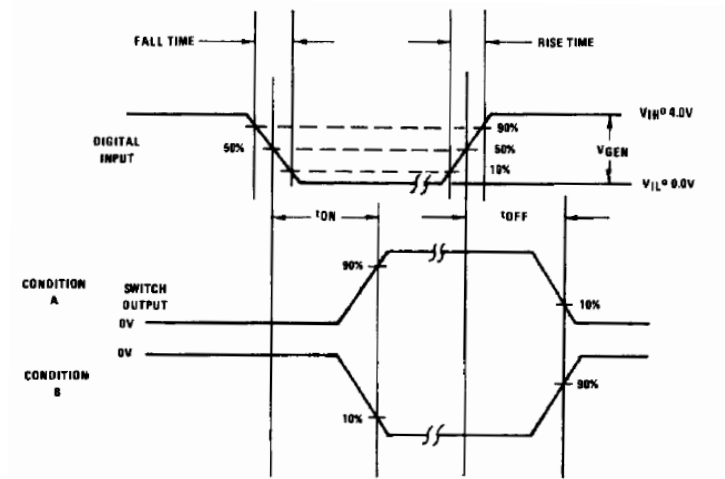 FALL TIME
RISE TIME
VIH = 4.0V
90%
DIGITAL
INPUT
50%
50%
VGEN
10%
VIL = 0.0V
tON
tOFF
CONDITION
A
SWITCH
OUTPUT
90%
10%
0V
0V
CONDITION
B
90%
10%